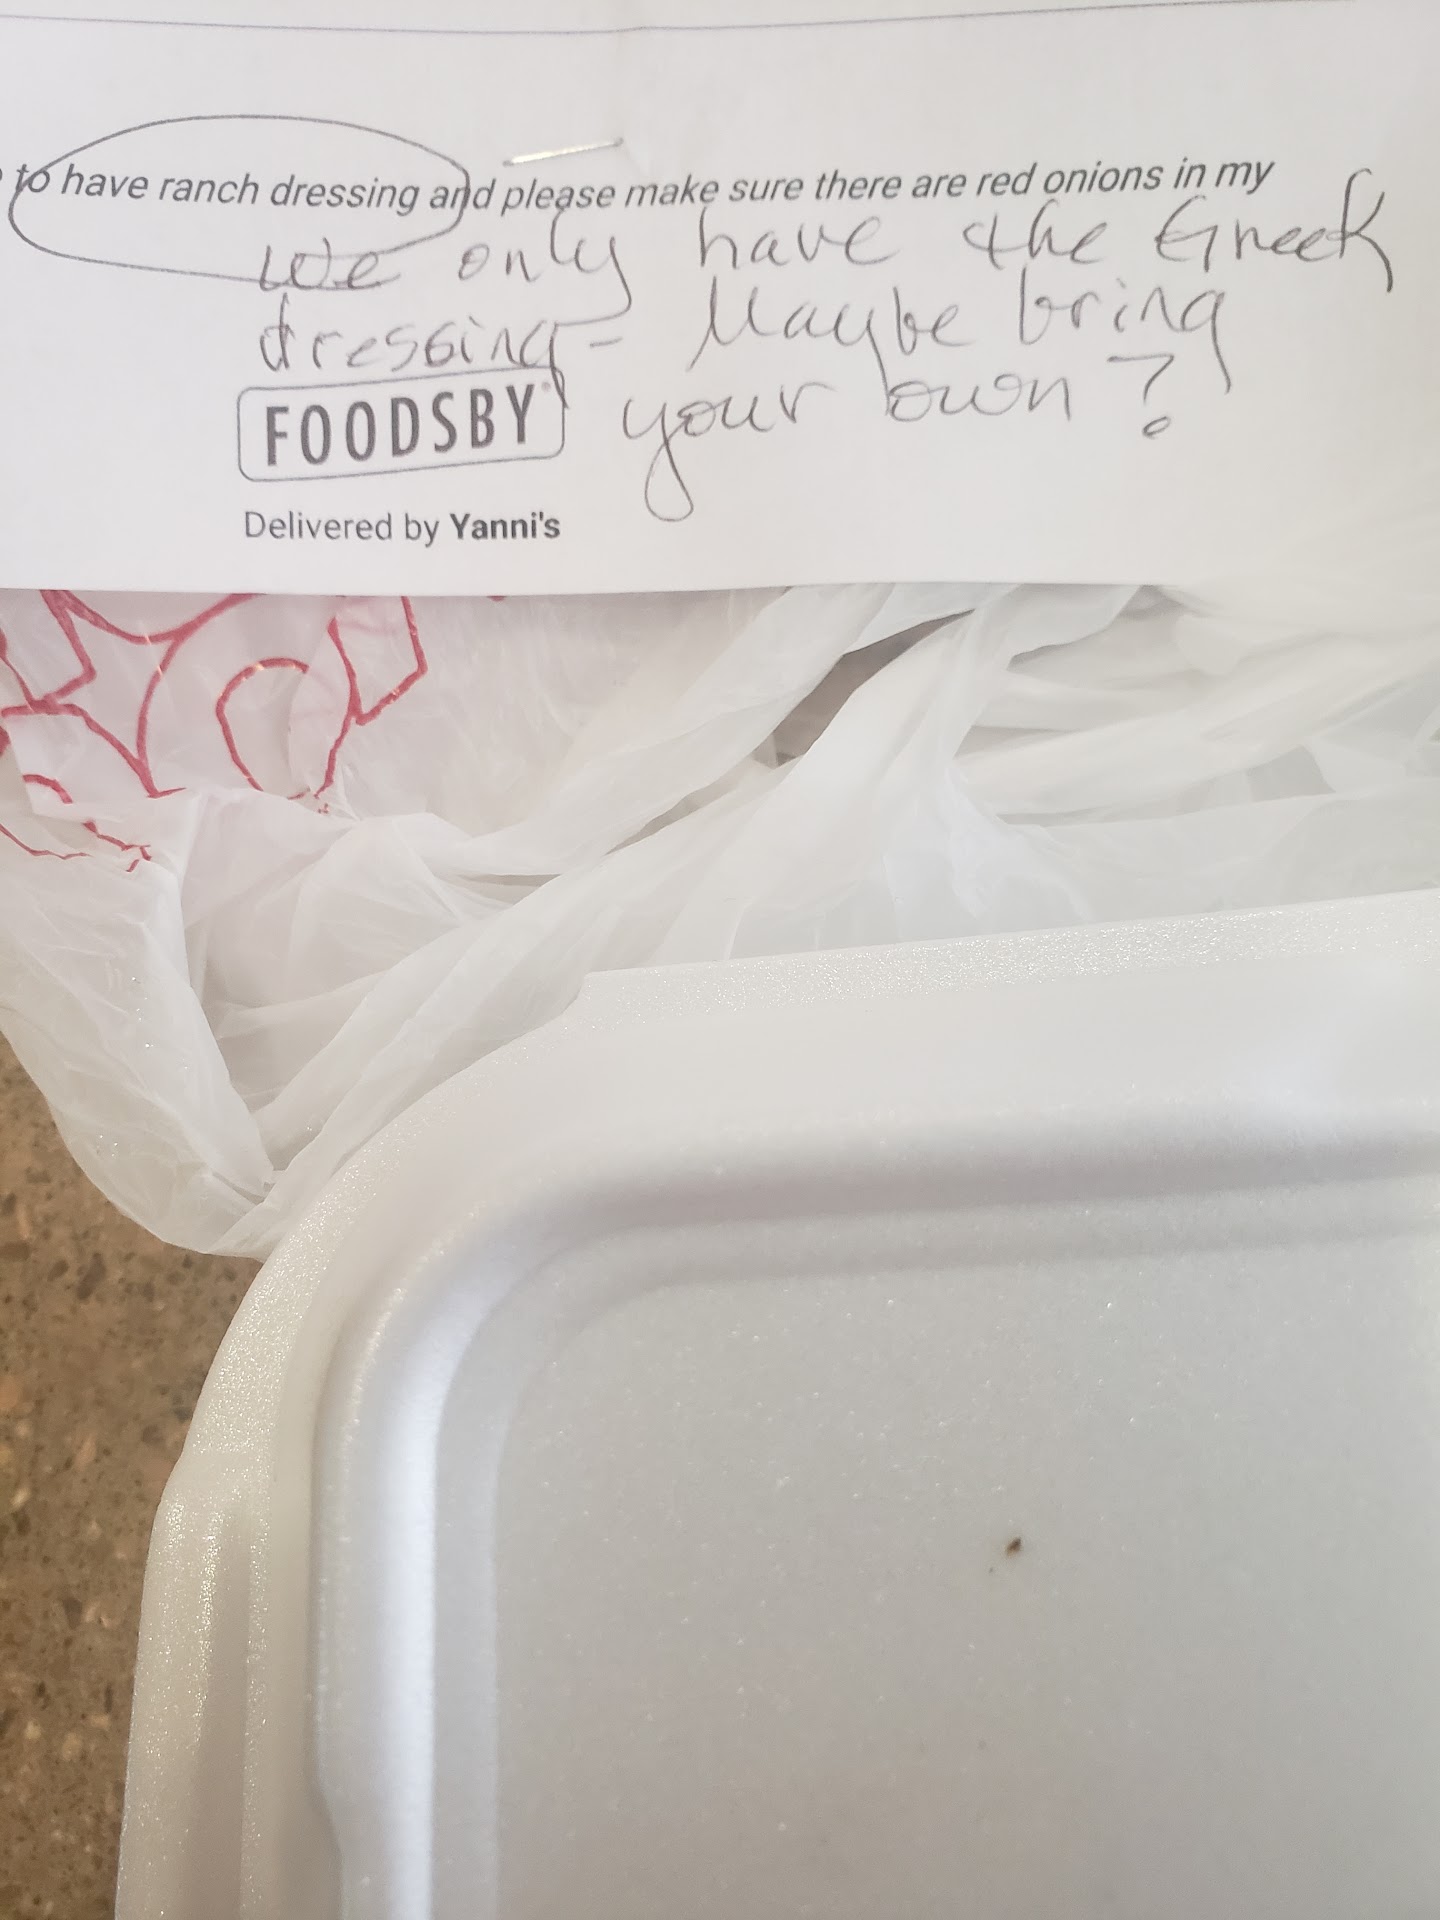 to have ranch dressing and please make sure there are red onions in my
We only have the Greek
dressing - Maybe bring
your own?
FOODSBY
Delivered by Yanni's